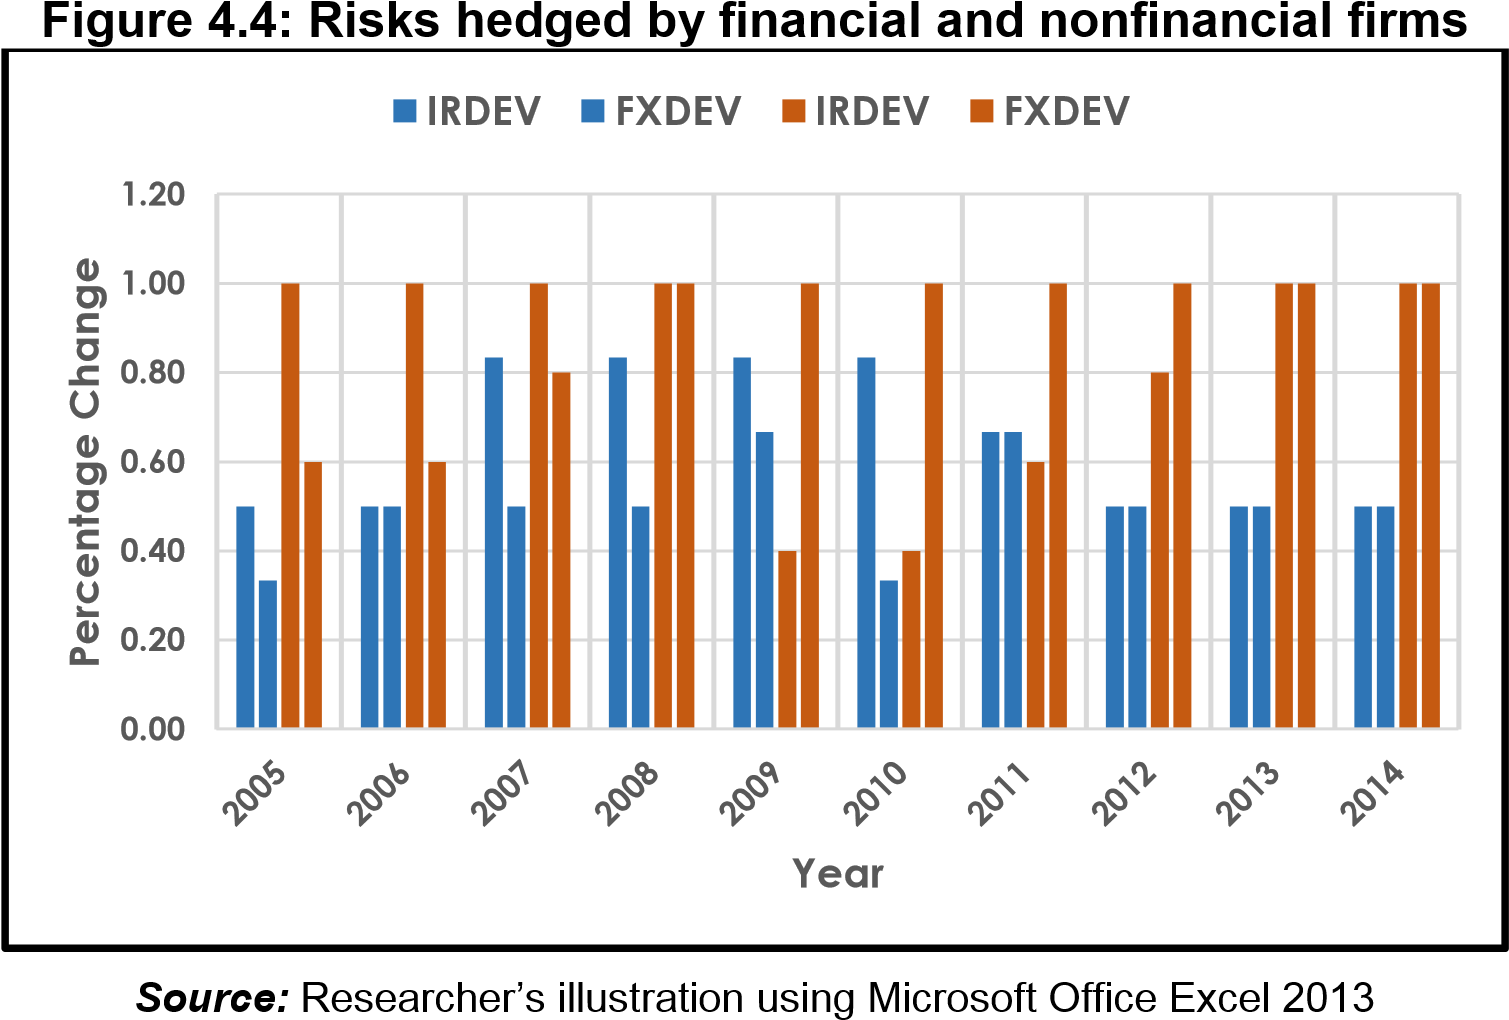 Figure 4.4: Risks hedged by financial and nonfinancial firms
IRDEV FXDEV IRDEV FXDEV
1.20
1.00
0.80
0.60
0.40
0.20
0.00
Percentage Change
2005 2006 2007 2008 2009 2010 2011 2012 2013 2014
Year
Source: Researcher’s illustration using Microsoft Office Excel 2013